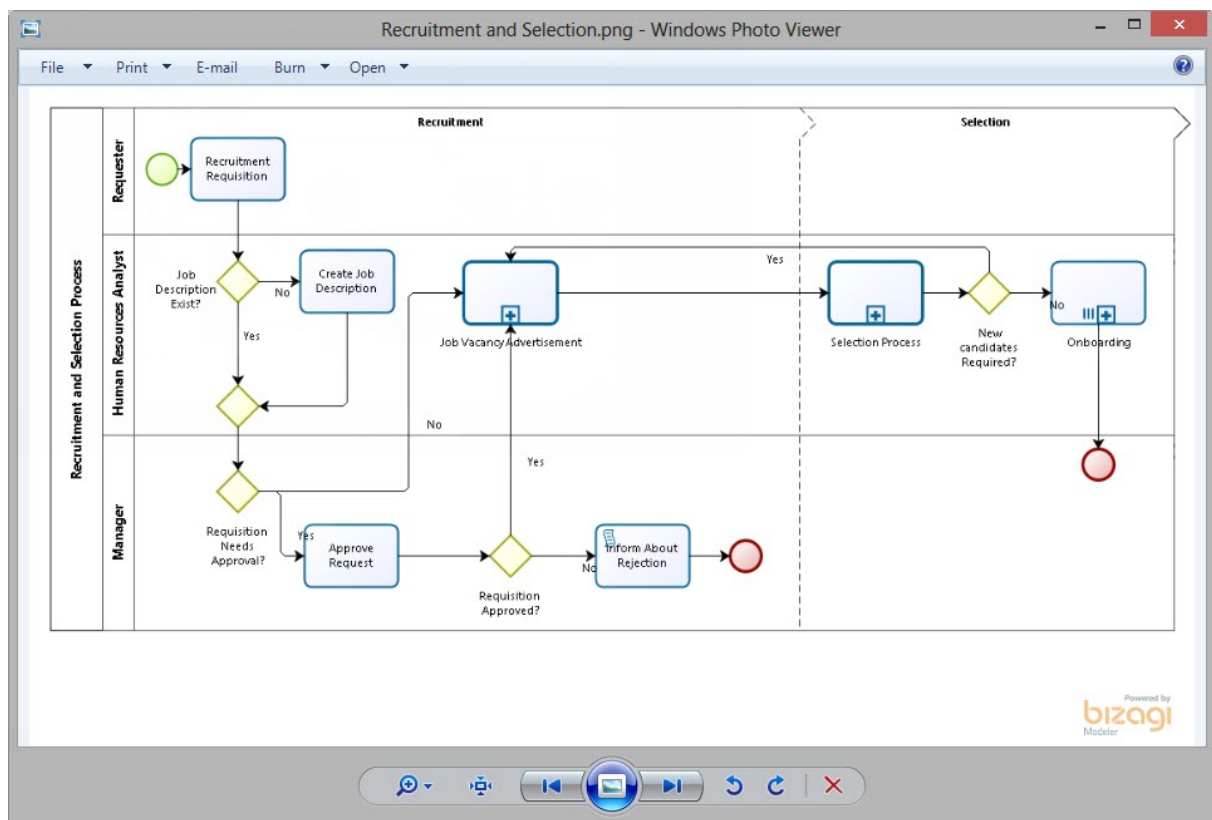 Recruitment and Selection.png - Windows Photo Viewer
File Print E-mail Burn Open
Recruitment
Selection
Recruitment and Selection Process
Requester
Recruitment
Requisition
Human Resources Analyst
Job
Description
Exist?
No
Create Job
Description
Yes
Job Vacancy Advertisement
No
Yes
Selection Process
New
candidates
Required?
Yes
No
Onboarding
Manager
Requisition
Needs
Approval?
Yes
Approve
Request
Requisition
Approved?
No
Inform About
Rejection
Powered by
bizagi
Modeler